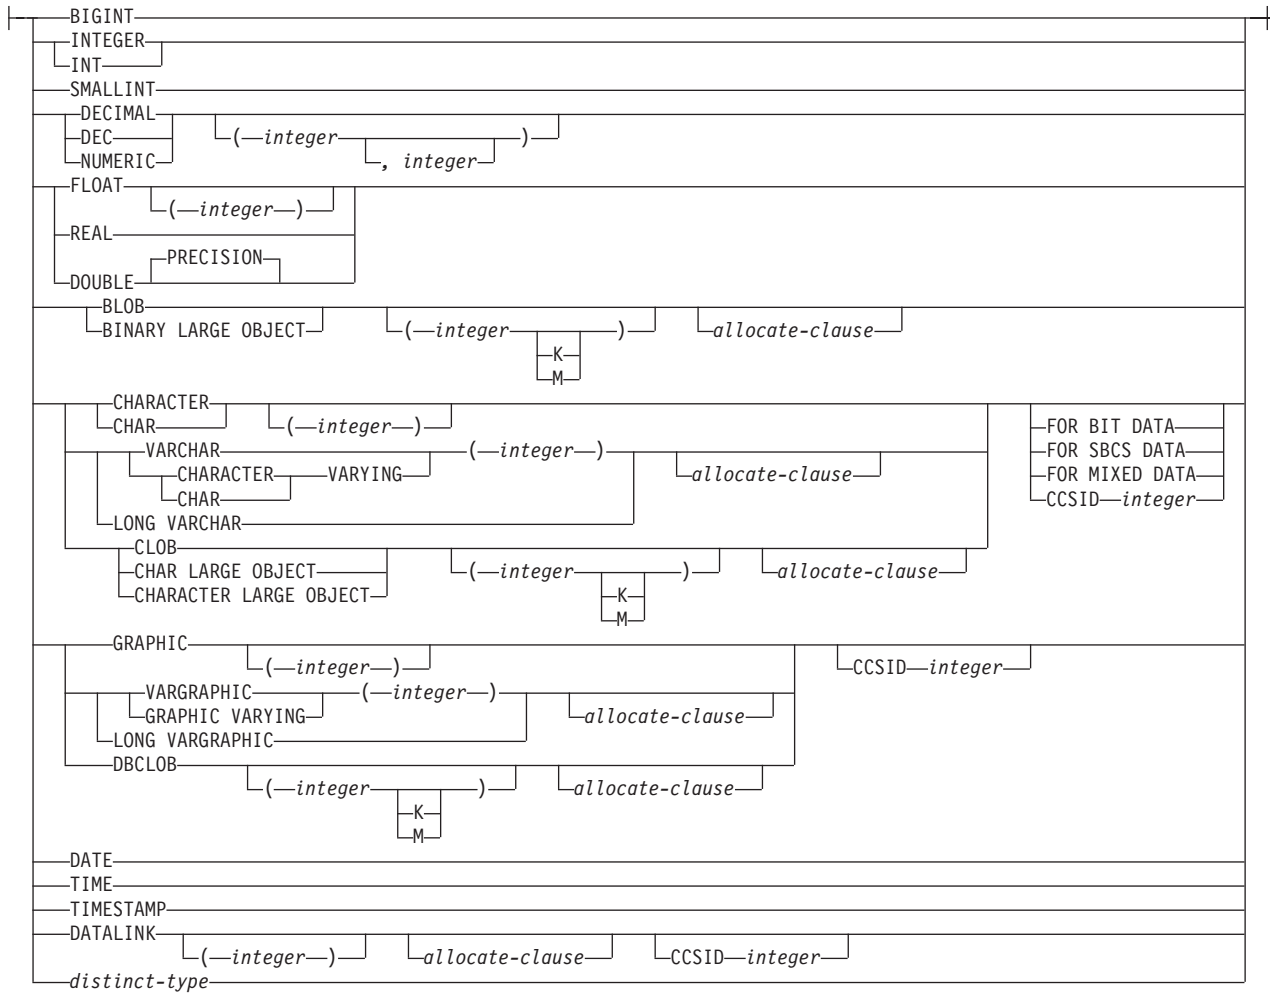 BIGINT
INTEGER
INT
SMALLINT
DECIMAL
DEC ( integer )
NUMERIC , integer
FLOAT
( integer )
REAL
PRECISION
DOUBLE
BLOB
BINARY LARGE OBJECT ( integer ) allocate-clause
K
M
CHARACTER
CHAR ( integer ) FOR BIT DATA
VARCHAR ( integer ) FOR SBCS DATA
CHARACTER VARYING allocate-clause FOR MIXED DATA
CHAR CCSID integer
LONG VARCHAR
CLOB
CHAR LARGE OBJECT ( integer ) allocate-clause
CHARACTER LARGE OBJECT K
M
GRAPHIC
( integer ) CCSID integer
VARGRAPHIC ( integer )
GRAPHIC VARYING allocate-clause
LONG VARGRAPHIC
DBCLOB
( integer ) allocate-clause
K
M
DATE
TIME
TIMESTAMP
DATALINK
( integer ) allocate-clause CCSID integer
distinct-type